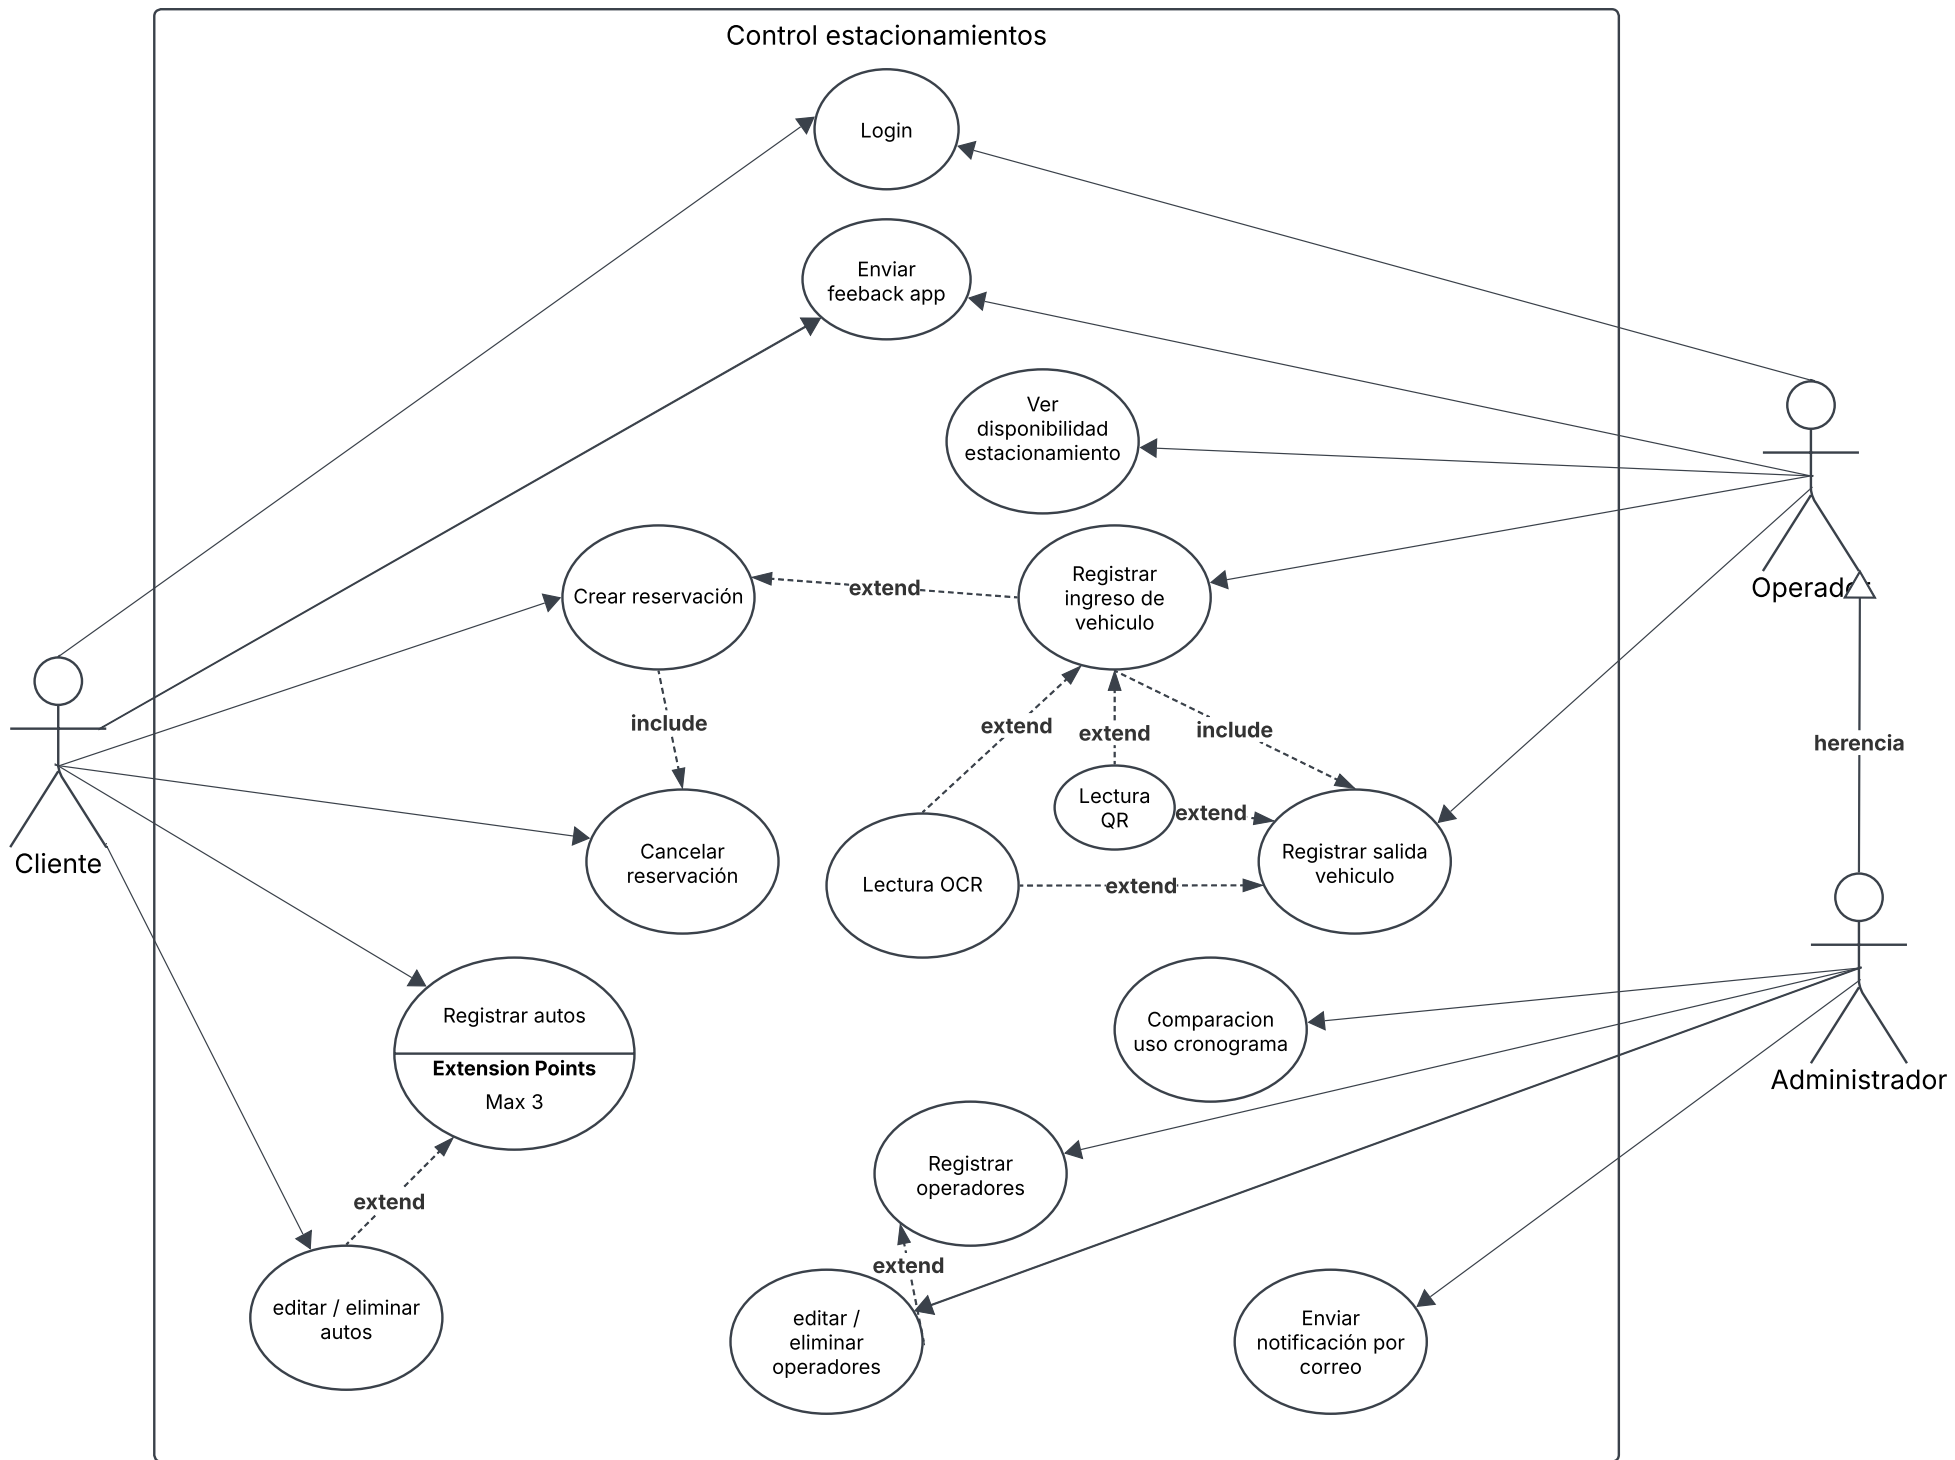 Control estacionamientos
Login
Enviar
feeback app
Ver
disponibilidad
estacionamiento
Crear reservación
extend
Registrar
ingreso de
vehiculo
Operador
include
extend
extend
include
herencia
Lectura
QR
extend
Cliente
Cancelar
reservación
Lectura OCR
extend
Registrar salida
vehiculo
Registrar autos
Extension Points
Max 3
Comparacion
uso cronograma
Administrador
extend
Registrar
operadores
extend
editar / eliminar
autos
editar /
eliminar
operadores
Enviar
notificación por
correo